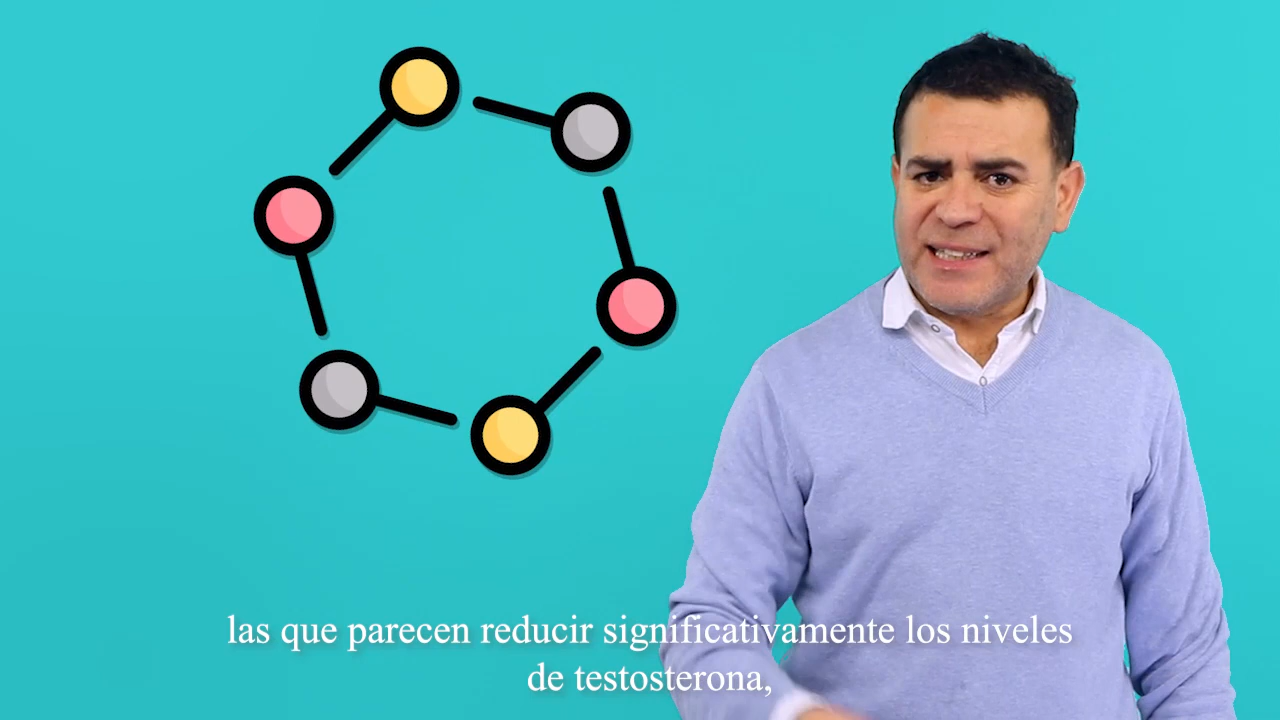 las que parecen reducir significativamente los niveles
de testosterona,